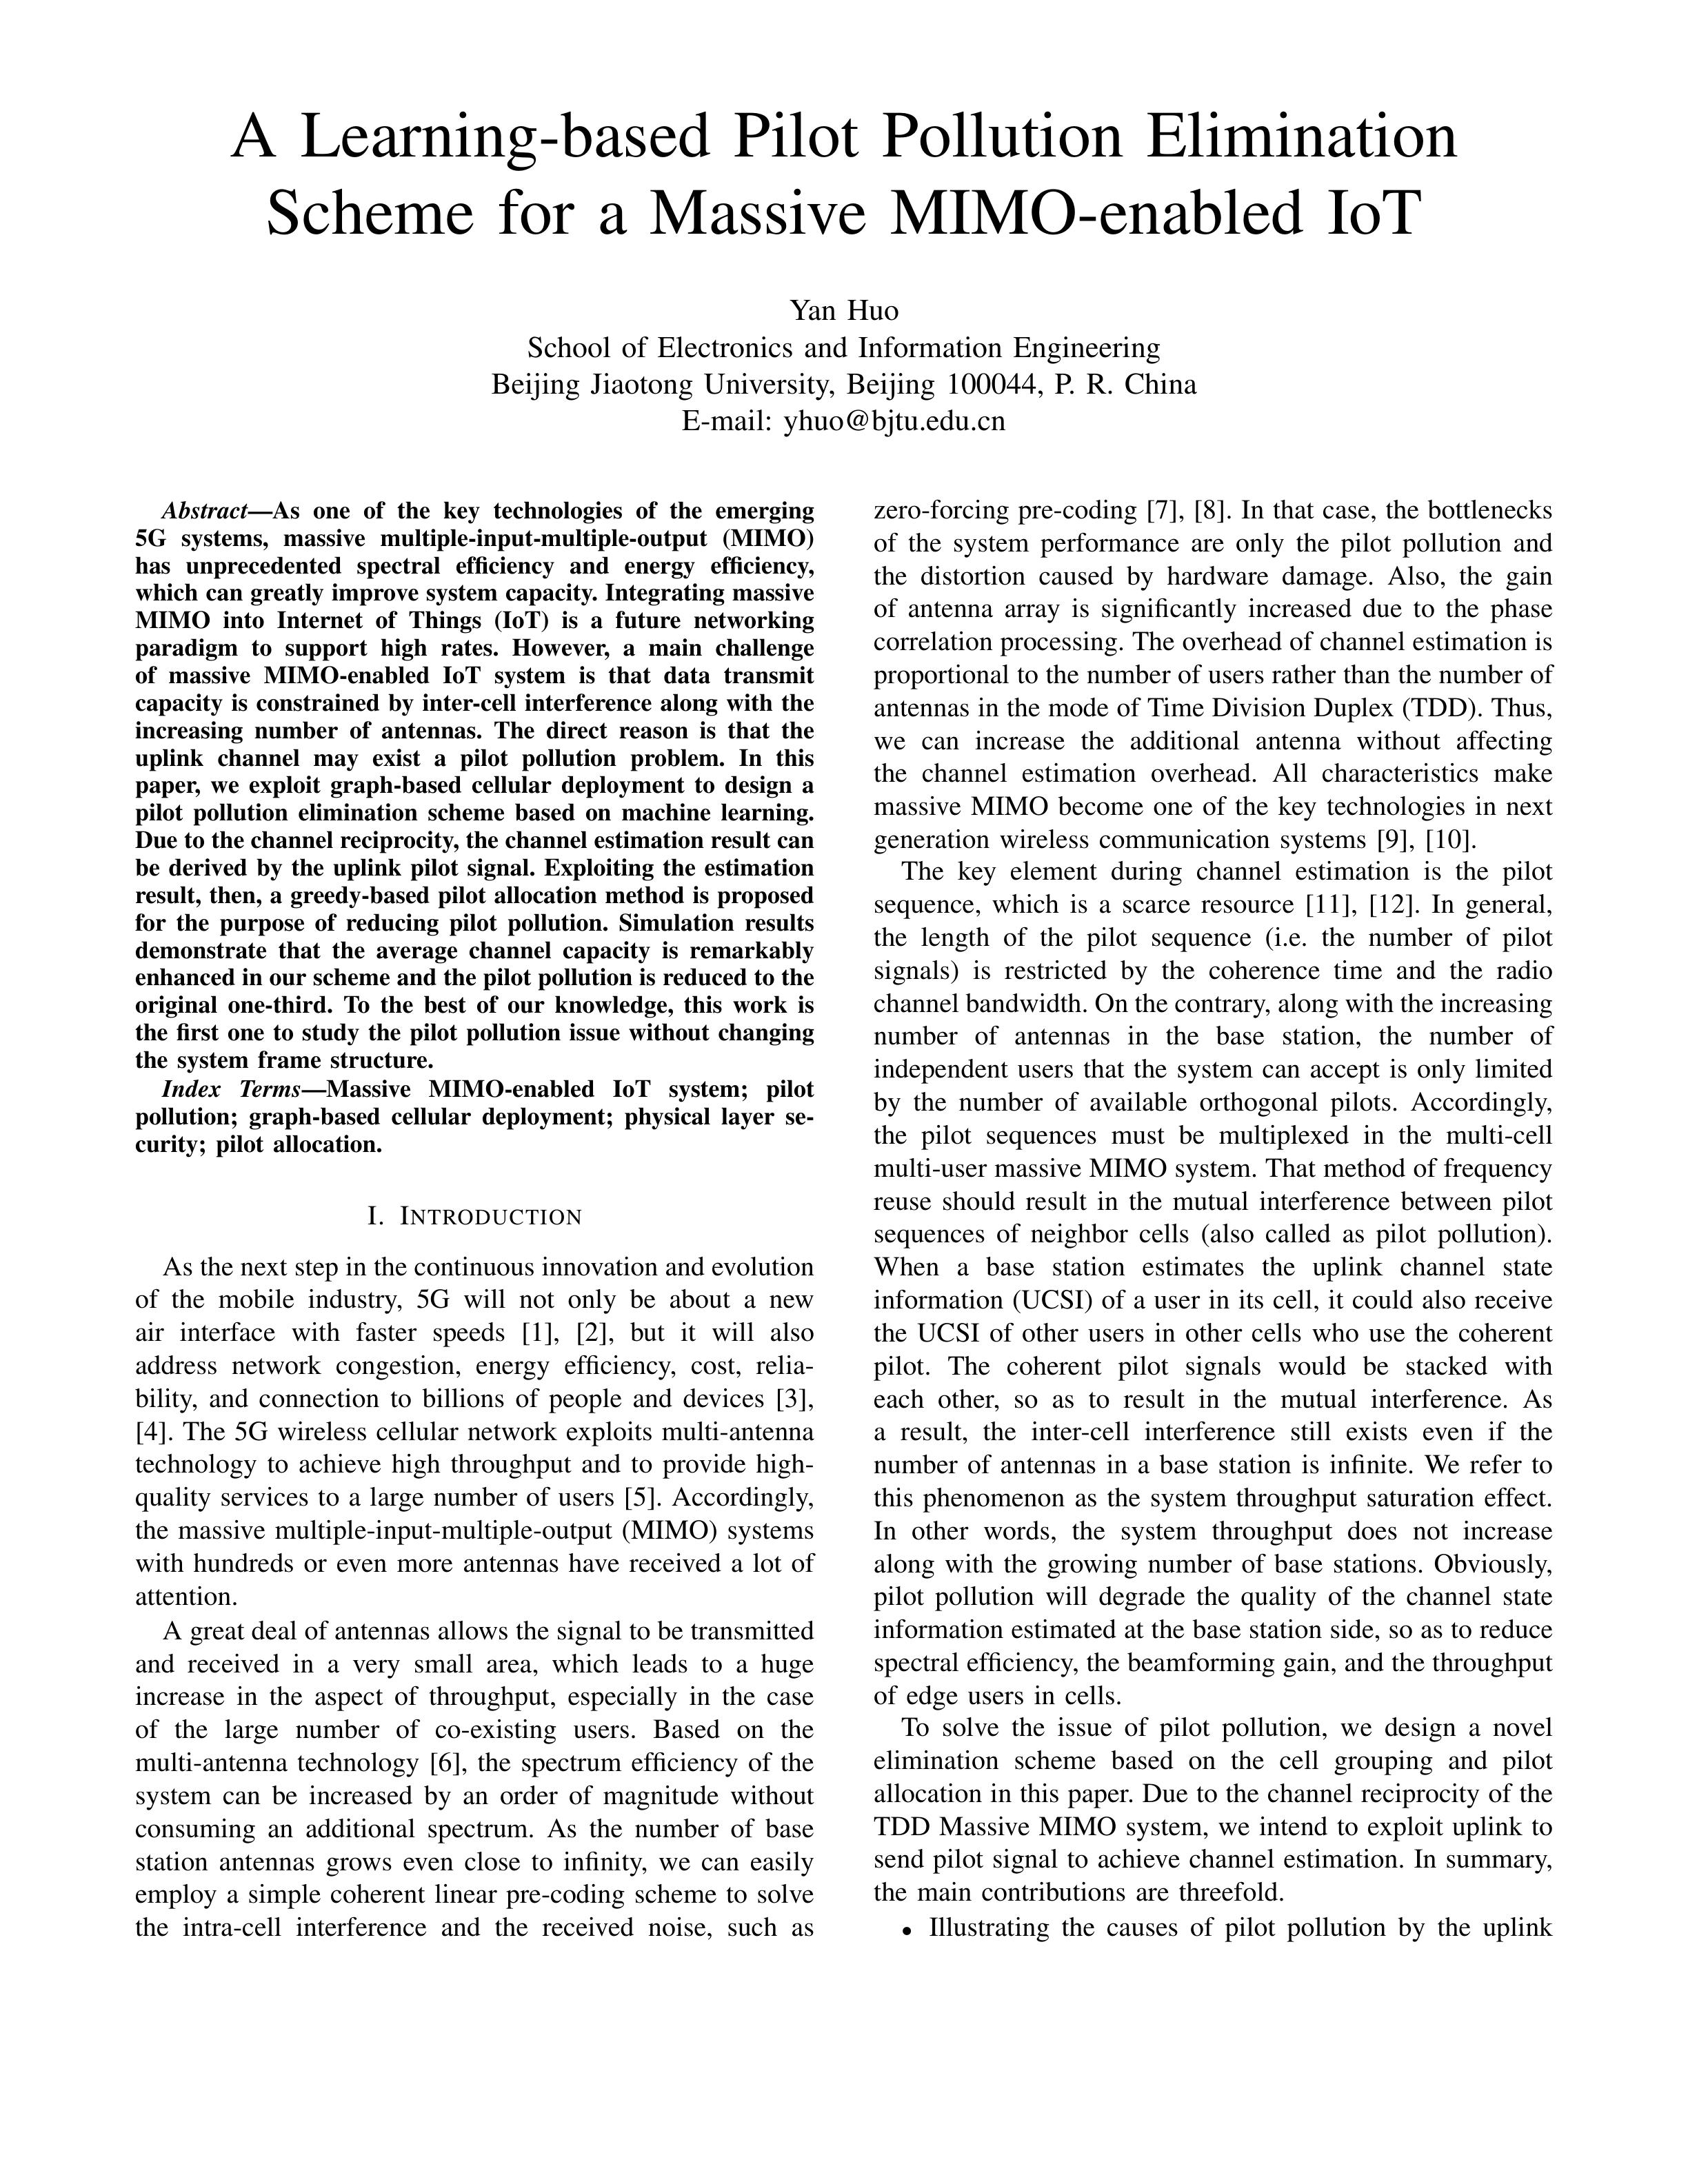 A Learning-based Pilot Pollution Elimination
Scheme for a Massive MIMO-enabled IoT
Yan Huo
School of Electronics and Information Engineering
Beijing Jiaotong University, Beijing 100044, P. R. China
E-mail: yhuo@bjtu.edu.cn
Abstract—As one of the key technologies of the emerging
5G systems, massive multiple-input-multiple-output (MIMO)
has unprecedented spectral efficiency and energy efficiency,
which can greatly improve system capacity. Integrating massive
MIMO into Internet of Things (IoT) is a future networking
paradigm to support high rates. However, a main challenge
of massive MIMO-enabled IoT system is that data transmit
capacity is constrained by inter-cell interference along with the
increasing number of antennas. The direct reason is that the
uplink channel may exist a pilot pollution problem. In this
paper, we exploit graph-based cellular deployment to design a
pilot pollution elimination scheme based on machine learning.
Due to the channel reciprocity, the channel estimation result can
be derived by the uplink pilot signal. Exploiting the estimation
result, then, a greedy-based pilot allocation method is proposed
for the purpose of reducing pilot pollution. Simulation results
demonstrate that the average channel capacity is remarkably
enhanced in our scheme and the pilot pollution is reduced to the
original one-third. To the best of our knowledge, this work is
the first one to study the pilot pollution issue without changing
the system frame structure.
Index Terms—Massive MIMO-enabled IoT system; pilot
pollution; graph-based cellular deployment; physical layer se-
curity; pilot allocation.
I. INTRODUCTION
As the next step in the continuous innovation and evolution
of the mobile industry, 5G will not only be about a new
air interface with faster speeds [1], [2], but it will also
address network congestion, energy efficiency, cost, relia-
bility, and connection to billions of people and devices [3],
[4]. The 5G wireless cellular network exploits multi-antenna
technology to achieve high throughput and to provide high-
quality services to a large number of users [5]. Accordingly,
the massive multiple-input-multiple-output (MIMO) systems
with hundreds or even more antennas have received a lot of
attention.
A great deal of antennas allows the signal to be transmitted
and received in a very small area, which leads to a huge
increase in the aspect of throughput, especially in the case
of the large number of co-existing users. Based on the
multi-antenna technology [6], the spectrum efficiency of the
system can be increased by an order of magnitude without
consuming an additional spectrum. As the number of base
station antennas grows even close to infinity, we can easily
employ a simple coherent linear pre-coding scheme to solve
the intra-cell interference and the received noise, such as
zero-forcing pre-coding [7], [8]. In that case, the bottlenecks
of the system performance are only the pilot pollution and
the distortion caused by hardware damage. Also, the gain
of antenna array is significantly increased due to the phase
correlation processing. The overhead of channel estimation is
proportional to the number of users rather than the number of
antennas in the mode of Time Division Duplex (TDD). Thus,
we can increase the additional antenna without affecting
the channel estimation overhead. All characteristics make
massive MIMO become one of the key technologies in next
generation wireless communication systems [9], [10].
The key element during channel estimation is the pilot
sequence, which is a scarce resource [11], [12]. In general,
the length of the pilot sequence (i.e. the number of pilot
signals) is restricted by the coherence time and the radio
channel bandwidth. On the contrary, along with the increasing
number of antennas in the base station, the number of
independent users that the system can accept is only limited
by the number of available orthogonal pilots. Accordingly,
the pilot sequences must be multiplexed in the multi-cell
multi-user massive MIMO system. That method of frequency
reuse should result in the mutual interference between pilot
sequences of neighbor cells (also called as pilot pollution).
When a base station estimates the uplink channel state
information (UCSI) of a user in its cell, it could also receive
the UCSI of other users in other cells who use the coherent
pilot. The coherent pilot signals would be stacked with
each other, so as to result in the mutual interference. As
a result, the inter-cell interference still exists even if the
number of antennas in a base station is infinite. We refer to
this phenomenon as the system throughput saturation effect.
In other words, the system throughput does not increase
along with the growing number of base stations. Obviously,
pilot pollution will degrade the quality of the channel state
information estimated at the base station side, so as to reduce
spectral efficiency, the beamforming gain, and the throughput
of edge users in cells.
To solve the issue of pilot pollution, we design a novel
elimination scheme based on the cell grouping and pilot
allocation in this paper. Due to the channel reciprocity of the
TDD Massive MIMO system, we intend to exploit uplink to
send pilot signal to achieve channel estimation. In summary,
the main contributions are threefold.
• Illustrating the causes of pilot pollution by the uplink